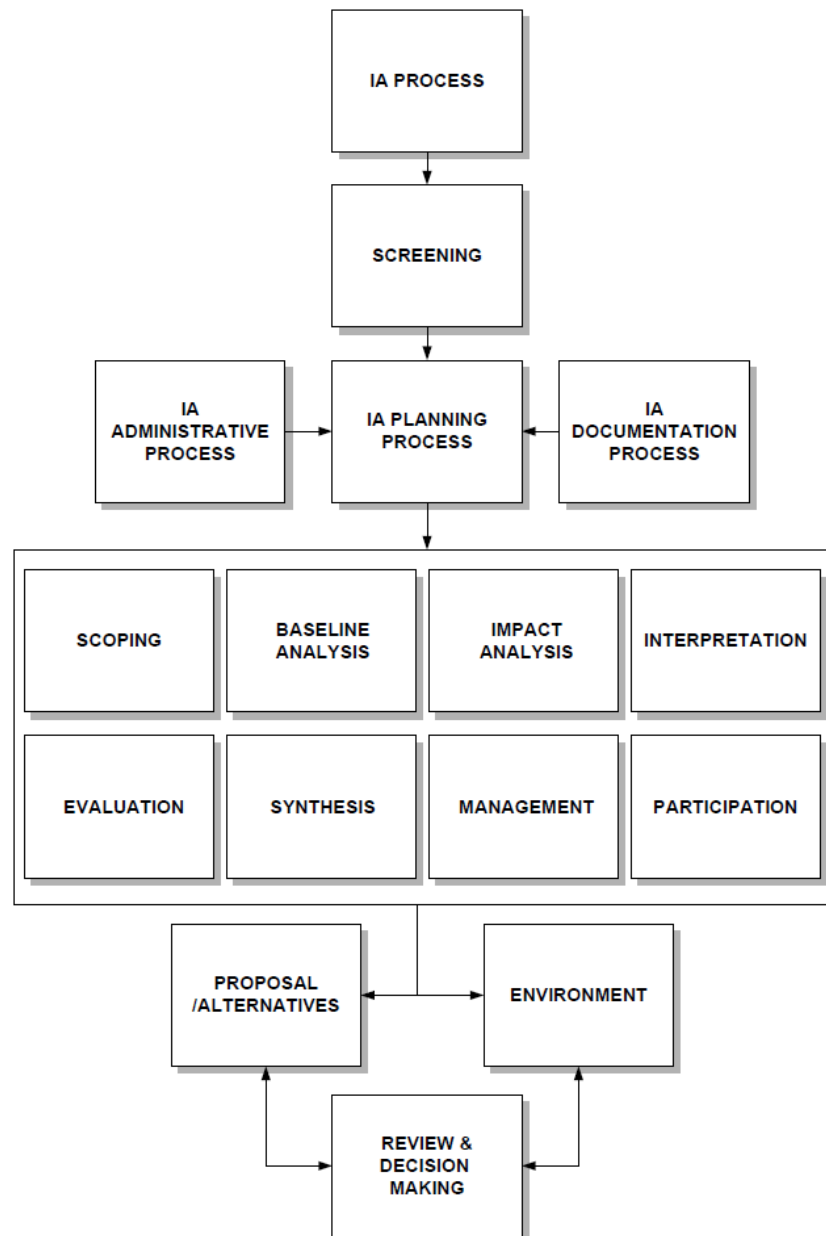 IA PROCESS
SCREENING
IA
ADMINISTRATIVE
PROCESS
IA PLANNING
PROCESS
IA
DOCUMENTATION
PROCESS
SCOPING
BASELINE
ANALYSIS
IMPACT
ANALYSIS
INTERPRETATION
EVALUATION
SYNTHESIS
MANAGEMENT
PARTICIPATION
PROPOSAL
/ALTERNATIVES
ENVIRONMENT
REVIEW &
DECISION
MAKING